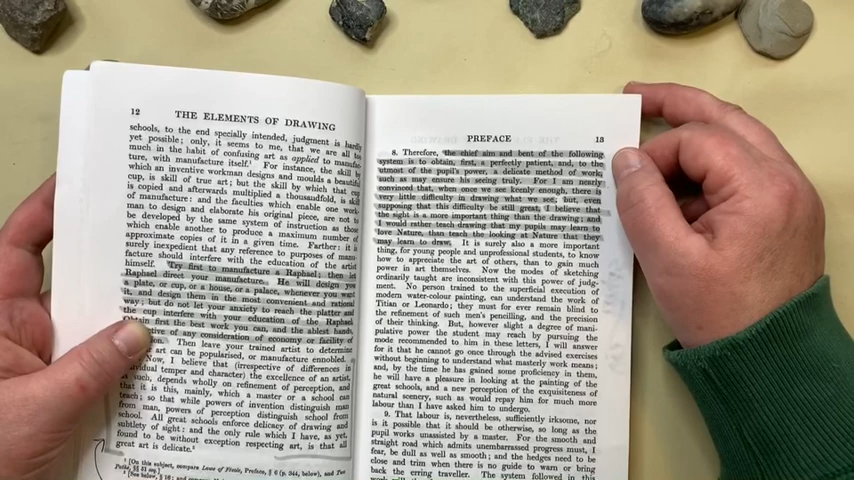 12
THE ELEMENTS OF DRAWING
schools, to the end specially intended, judgment is hardly
yet possible; only, it seems to me, that we are all too
much in the habit of confusing art as applied to manufac-
ture, with manufacture itself.¹ For instance, the skill by
which an inventive workman designs and moulds a beautiful
cup, is skill of true art; but the skill by which that cup
is copied and afterwards multiplied a thousandfold, is skill
of manufacture: and the faculties which enable one work-
man to design and elaborate his original piece, are not to
be developed by the same system of instruction as those
which enable another to produce a maximum number of
approximate copies of it in a given time. Farther: it is
surely inexpedient that any reference to purposes of manu-
facture should interfere with the education of the artist
himself. Try first to manufacture a Raphael; then let
Raphael direct your manufacture. He will design you
a plate, or cup, or a house, or a palace, whenever you want
it, and design them in the most convenient and rational
way; but do not let your anxiety to reach the platter and
the cup interfere with your education of the Raphael.
Obtain first the best work you can, and the ablest hands,
of any consideration of economy or facility of
Then leave your trained artist to determine
art can be popularised, or manufacture ennobled.
Now, I believe that (irrespective of differences in
individual temper and character) the excellence of an artist,
as such, depends wholly on refinement of perception, and
that it is this, mainly, which a master or a school can
teach; so that while powers of invention distinguish man
from man, powers of perception distinguish school from
school. All great schools enforce delicacy of drawing and
subtlety of sight: and the only rule which I have, as yet,
found to be without exception respecting art, is that all
great art is delicate.²
¹ [On this subject, compare Laws of Fésole, Preface, § 6 (p. 344, below), and Two
Paths, §§
² [See below, § 16;
PREFACE
13
8. Therefore, the chief aim and bent of the following
system is to obtain, first, a perfectly patient, and, to the
utmost of the pupil's power, a delicate method of work,
such as may ensure his seeing truly. For I am nearly
convinced that, when once we see keenly enough, there is
very little difficulty in drawing what we see; but, even
supposing that this difficulty be still great, I believe that
the sight is a more important thing than the drawing; and
I would rather teach drawing that my pupils may learn to
love Nature, than teach the looking at Nature that they
may learn to draw. It is surely also a more important
thing, for young people and unprofessional students, to know
how to appreciate the art of others, than to gain much
power in art themselves. Now the modes of sketching
ordinarily taught are inconsistent with this power of judg-
ment. No person trained to the superficial execution of
modern water-colour painting, can understand the work of
Titian or Leonardo; they must for ever remain blind to
the refinement of such men's pencilling, and the precision
of their thinking. But, however slight a degree of mani-
pulative power the student may reach by pursuing the
mode recommended to him in these letters, I will answer
for it that he cannot go once through the advanced exercises
without beginning to understand what masterly work means;
and, by the time he has gained some proficiency in them,
he will have a pleasure in looking at the painting of the
great schools, and a new perception of the exquisiteness of
natural scenery, such as would repay him for much more
labour than I have asked him to undergo.
9. That labour is, nevertheless, sufficiently irksome, nor
is it possible that it should be otherwise, so long as the
pupil works unassisted by a master. For the smooth and
straight road which admits unembarrassed progress must, I
fear, be dull as well as smooth; and the hedges need to be
close and trim when there is no guide to warn or bring
back the erring traveller. The system followed in this